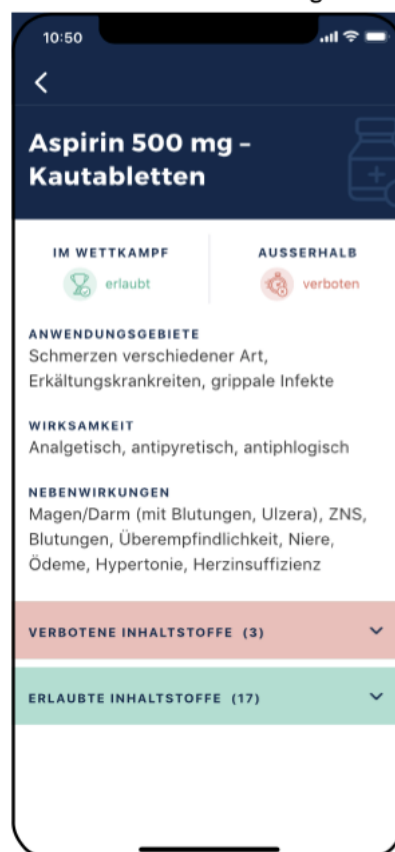 10:50
Aspirin 500 mg –
Kautabletten
IM WETTKAMPF
erlaubt
AUSSERHALB
verboten
ANWENDUNGSGEBIETE
Schmerzen verschiedener Art,
Erkältungskrankreiten, grippale Infekte
WIRKSAMKEIT
Analgetisch, antipyretisch, antiphlogisch
NEBENWIRKUNGEN
Magen/Darm (mit Blutungen, Ulzera), ZNS,
Blutungen, Überempfindlichkeit, Niere,
Ödeme, Hypertonie, Herzinsuffizienz
VERBOTENE INHALTSTOFFE (3)
ERLAUBTE INHALTSTOFFE (17)